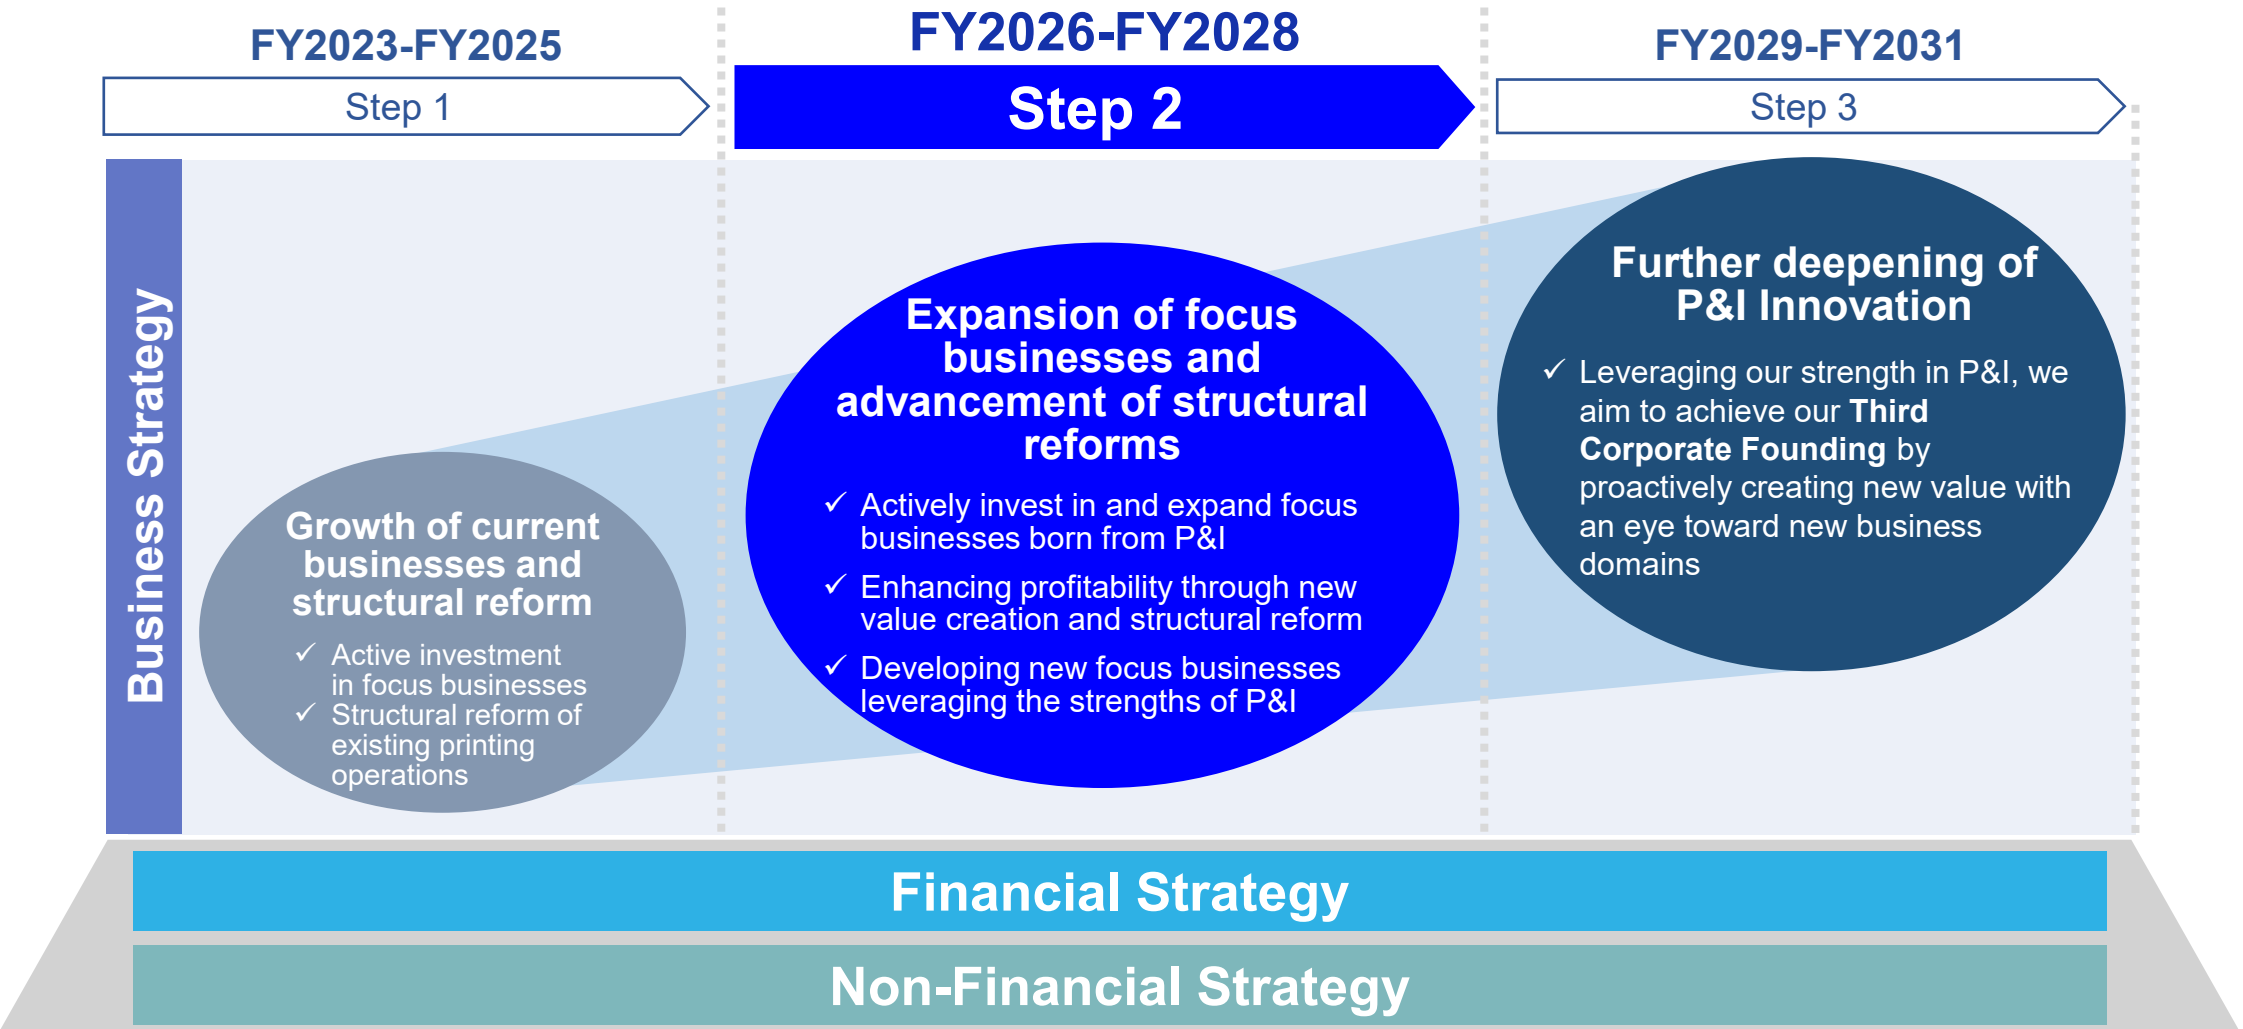 FY2023-FY2025
FY2026-FY2028
FY2029-FY2031
Step 1
Step 2
Step 3
Business Strategy
Growth of current
businesses and
structural reform
✓ Active investment
in focus businesses
✓ Structural reform of
existing printing
operations
Expansion of focus
businesses and
advancement of structural
reforms
✓ Actively invest in and expand focus
businesses born from P&I
✓ Enhancing profitability through new
value creation and structural reform
✓ Developing new focus businesses
leveraging the strengths of P&I
Further deepening of
P&I Innovation
✓ Leveraging our strength in P&I, we
aim to achieve our Third
Corporate Founding by
proactively creating new value with
an eye toward new business
domains
Financial Strategy
Non-Financial Strategy